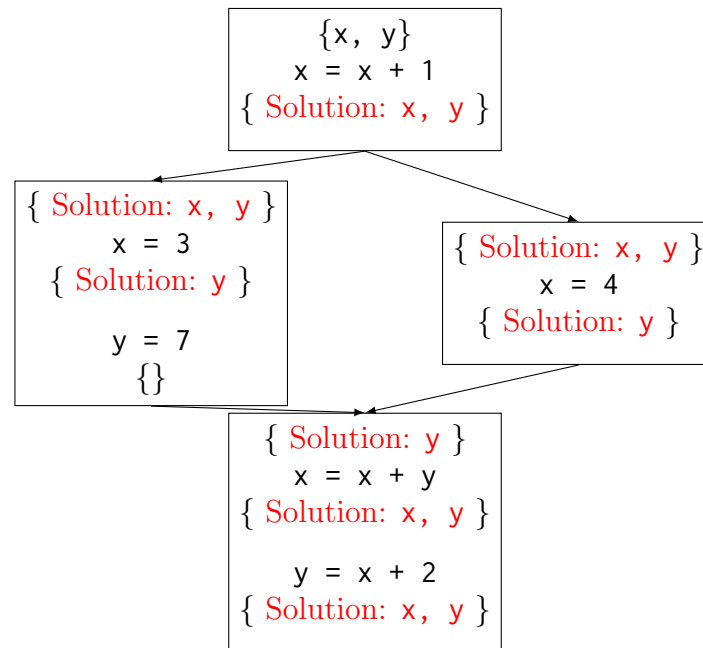 {x, y}
x = x + 1
{ Solution: x, y }
{ Solution: x, y }
x = 3
{ Solution: y }
y = 7
{}
{ Solution: x, y }
x = 4
{ Solution: y }
{ Solution: y }
x = x + y
{ Solution: x, y }
y = x + 2
{ Solution: x, y }